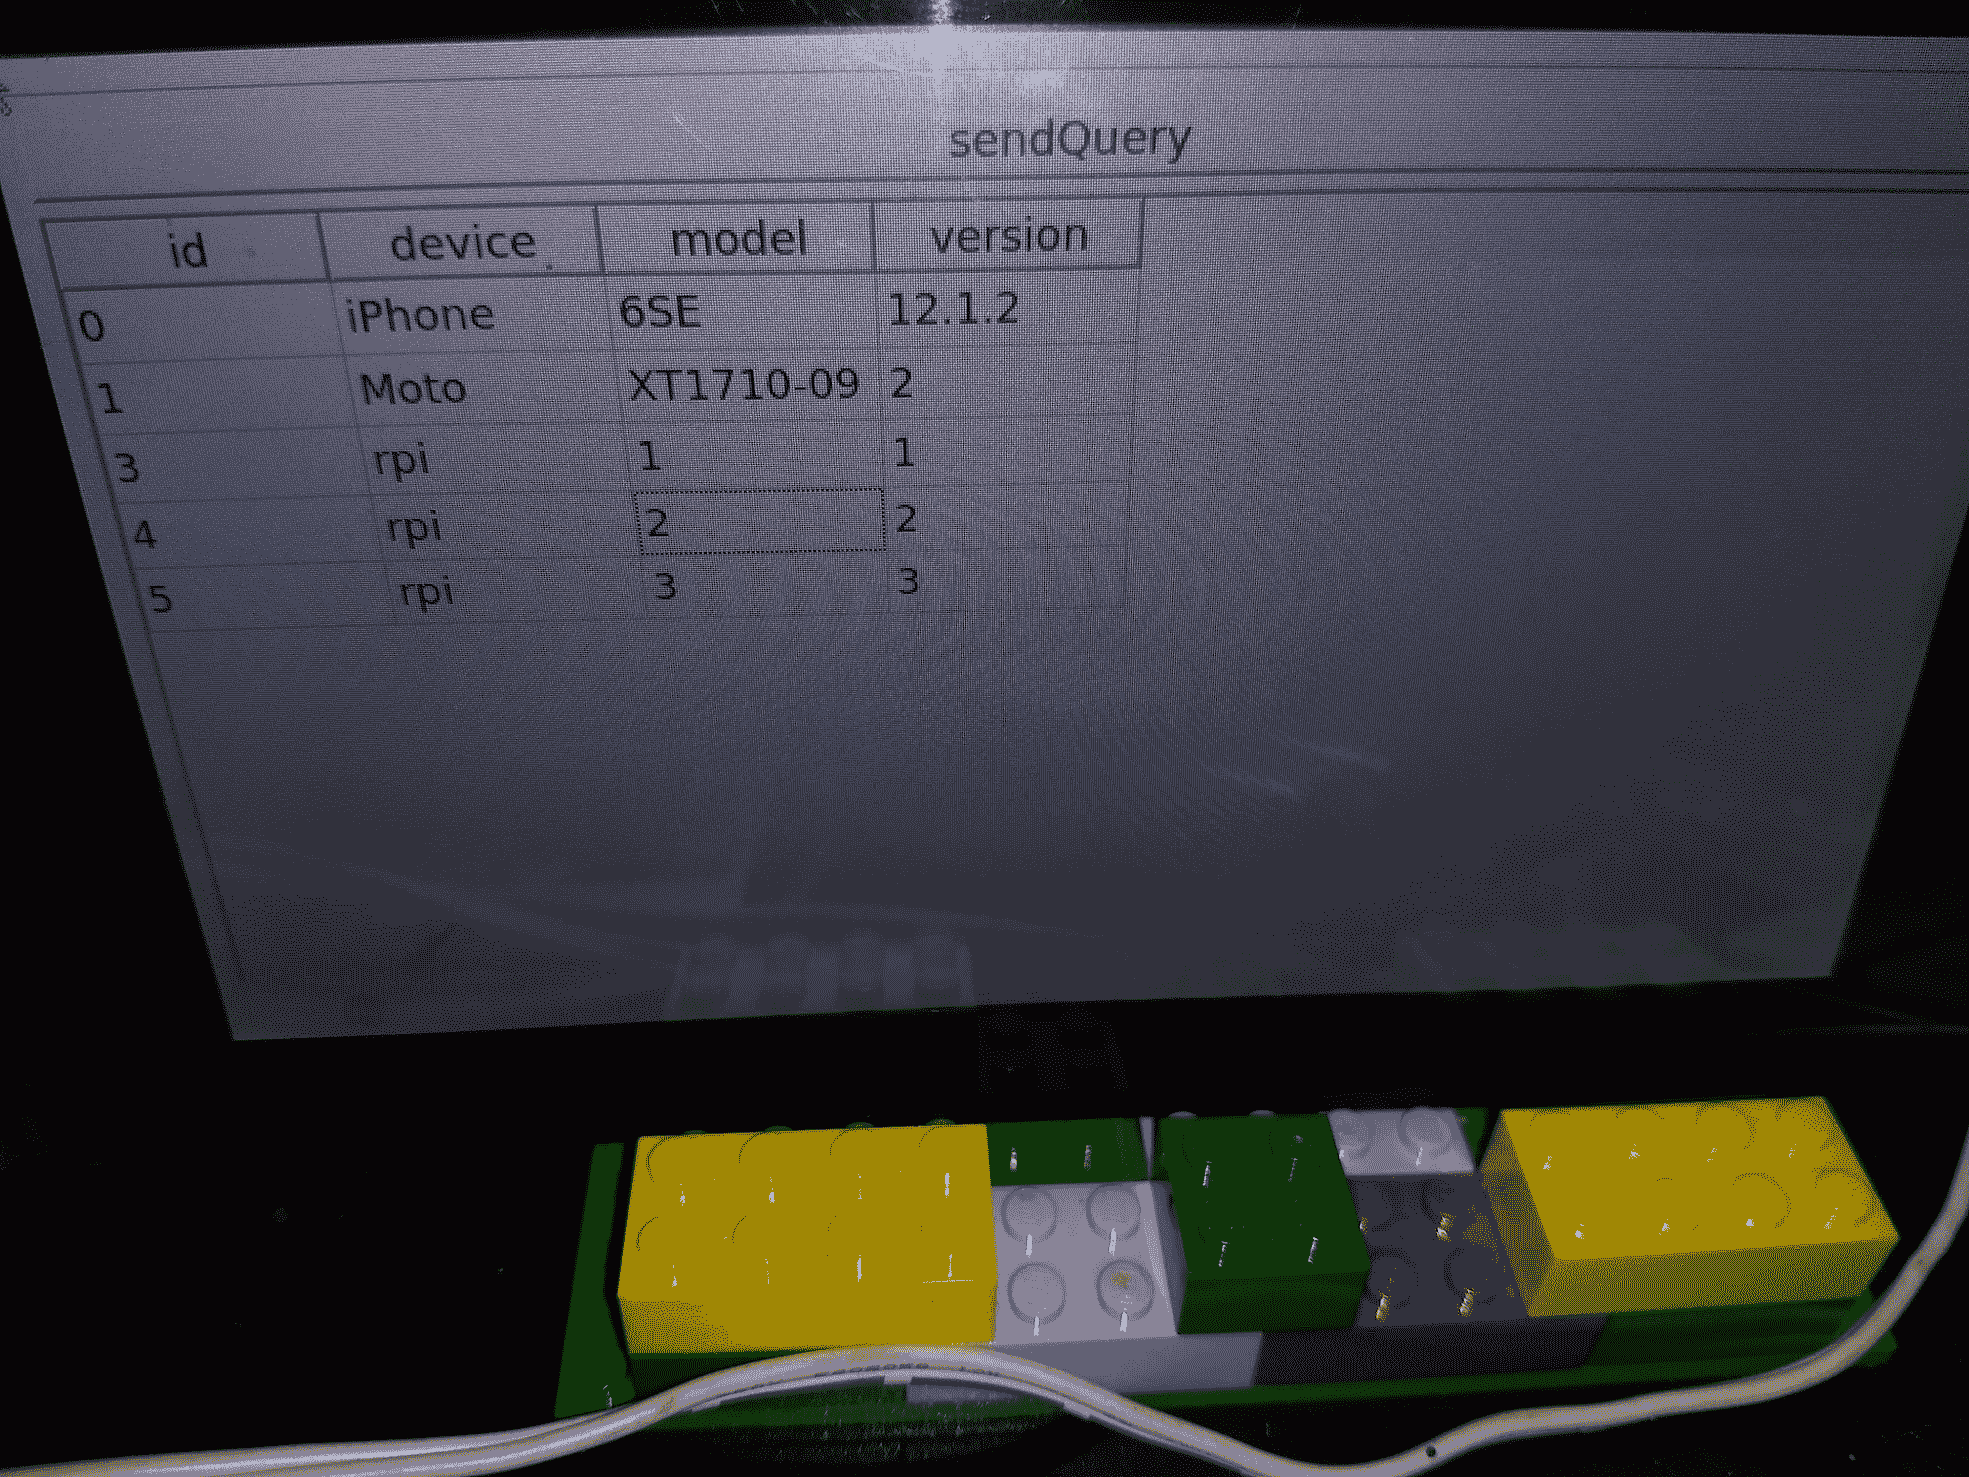 sendQuery
id device model version
0 iPhone 6SE 12.1.2
1 Moto XT1710-09 2
3 rpi 1 1
4 rpi 2 2
5 rpi 3 3